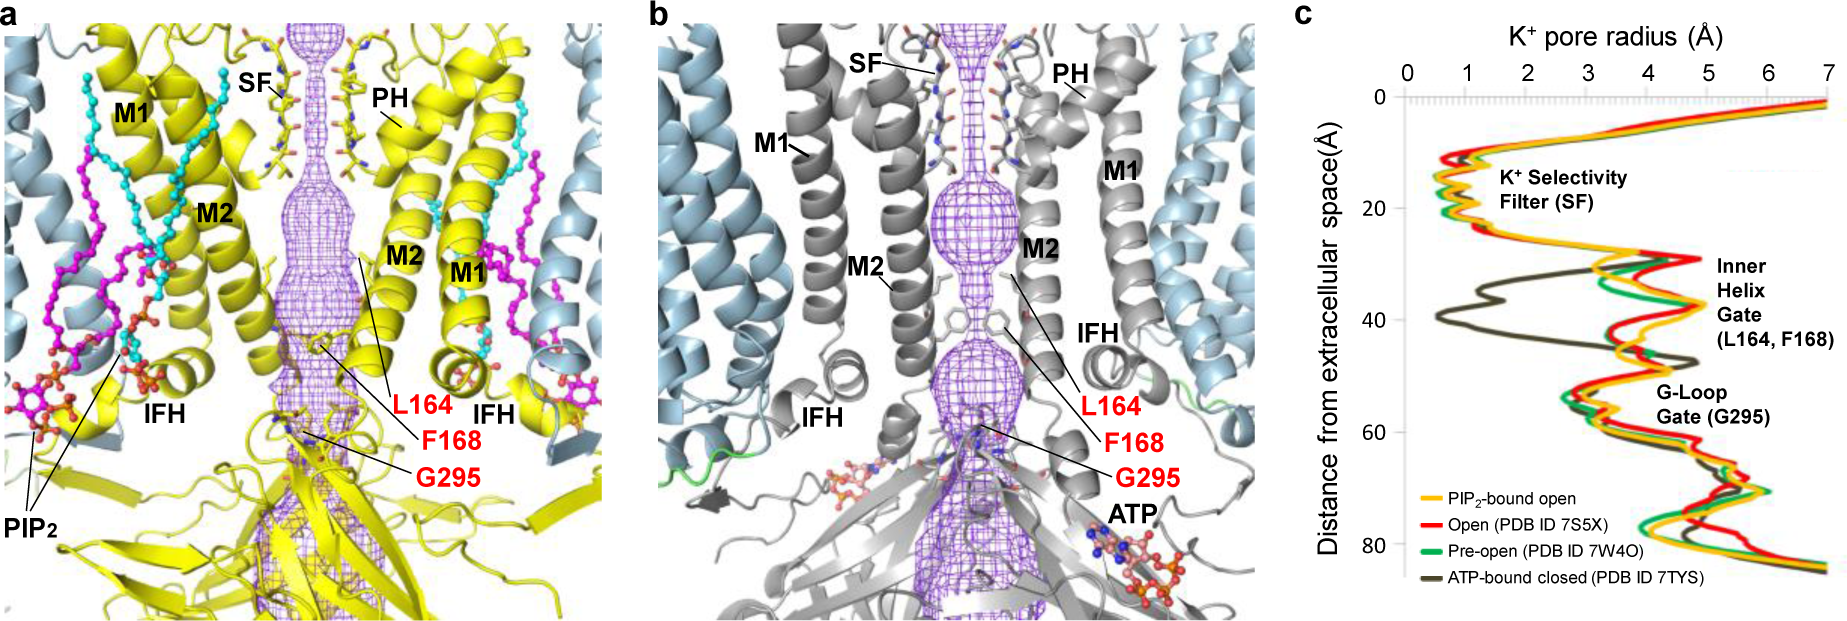 a
SF
PH
M1
M2
M2
M1
IFH
IFH
L164
F168
G295
PIP2
b
SF
PH
M1
M1
M2
M2
IFH
IFH
L164
F168
G295
ATP
c
K+ pore radius (Å)
0 1 2 3 4 5 6 7
Distance from extracellular space(Å)
0
20
40
60
80
K+ Selectivity
Filter (SF)
Inner
Helix
Gate
(L164, F168)
G-Loop
Gate (G295)
PIP2-bound open
Open (PDB ID 7S5X)
Pre-open (PDB ID 7W4O)
ATP-bound closed (PDB ID 7TYS)